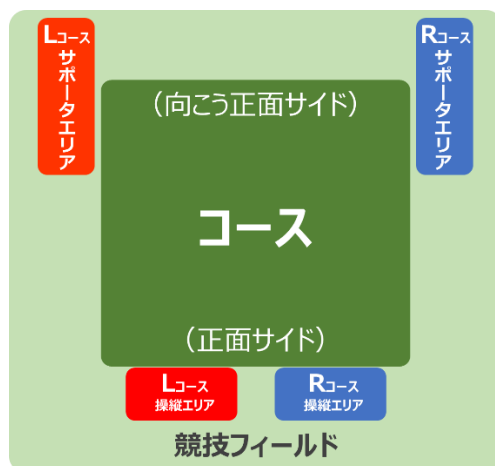 Lコース
サポータエリア
Rコース
サポータエリア
（向こう正面サイド）
コース
（正面サイド）
Lコース
操縦エリア
Rコース
操縦エリア
競技フィールド